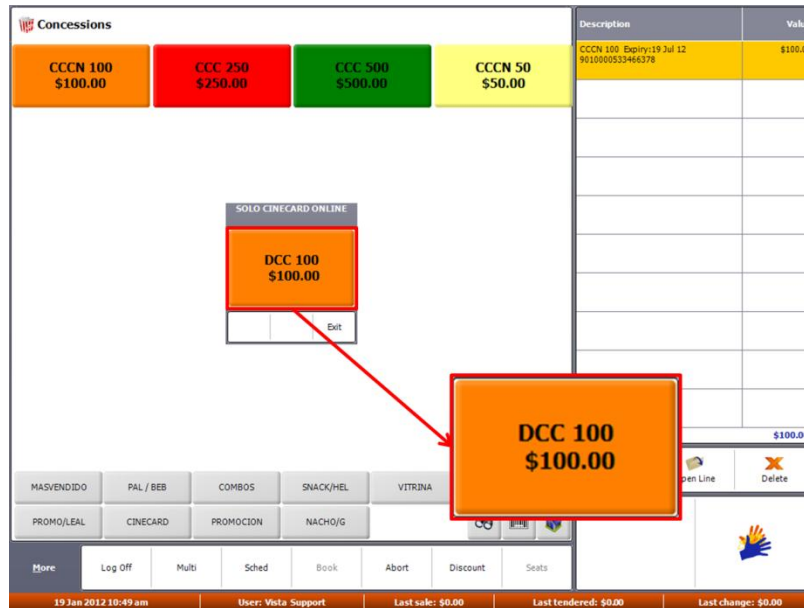 Concessions
Description
Valu
CCCN 100
$100.00
CCC 250
$250.00
CCC 500
$500.00
CCCN 50
$50.00
CCCN 100 Expiry:19 Jul 12
9010000533466378
$100.0
SOLO CINECARD ONLINE
DCC 100
$100.00
Exit
DCC 100
$100.00
$100.0
pen Line
Delete
MASVENDIDO
PAL / BEB
COMBOS
SNACK/HEL
VITRINA
PROMO/LEAL
CINECARD
PROMOCION
NACHO/G
More
Log Off
Multi
Sched
Book
Abort
Discount
Seats
19 Jan 2012 10:49 am
User: Vista Support
Last sale: $0.00
Last tendered: $0.00
Last change: $0.00